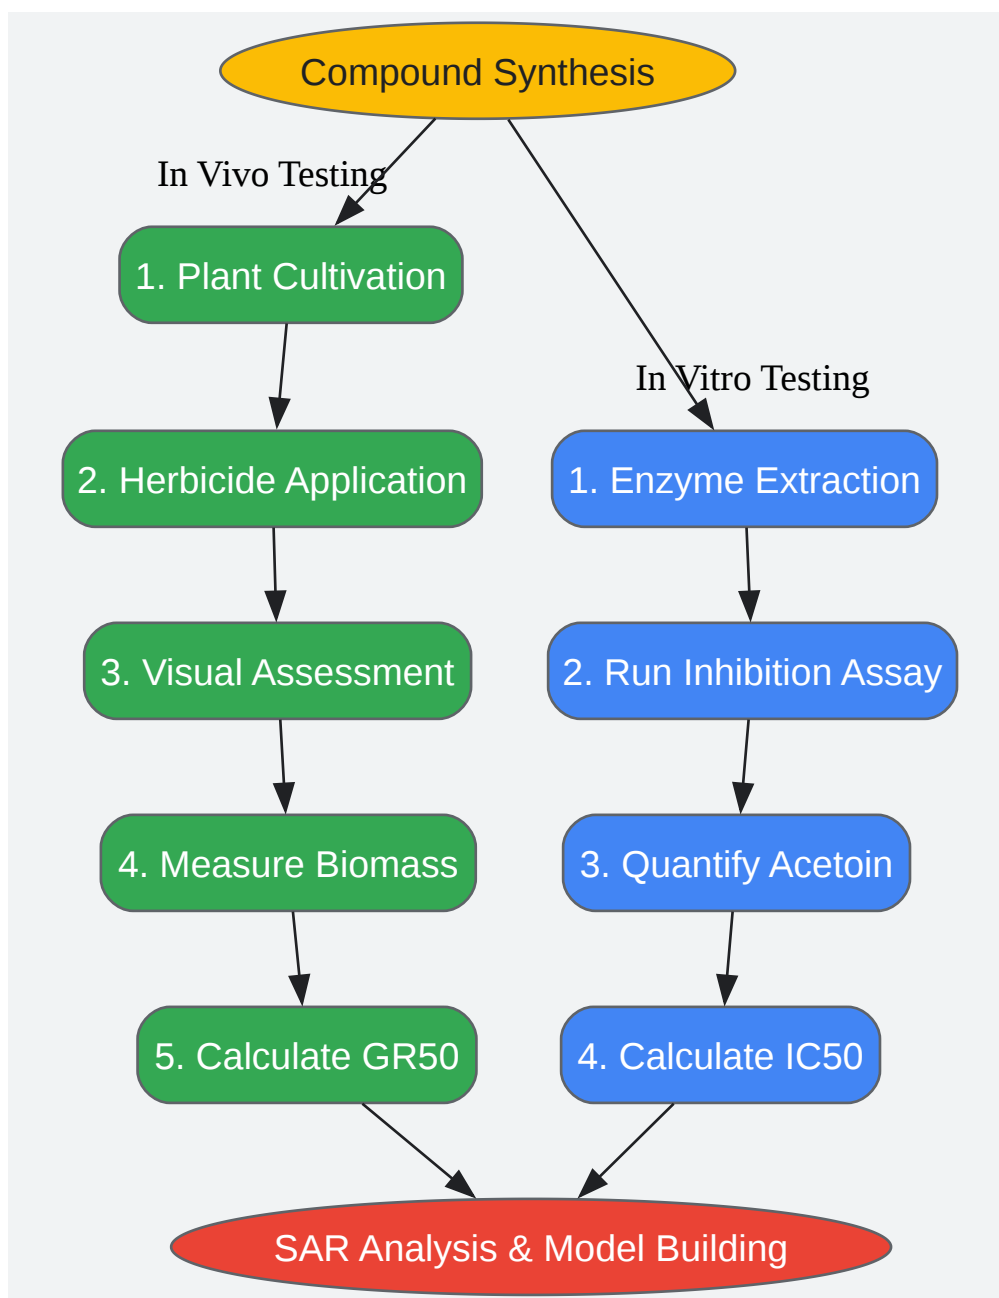 Compound Synthesis
In Vivo Testing
1. Plant Cultivation
2. Herbicide Application
3. Visual Assessment
4. Measure Biomass
5. Calculate GR50
In Vitro Testing
1. Enzyme Extraction
2. Run Inhibition Assay
3. Quantify Acetoin
4. Calculate IC50
SAR Analysis & Model Building